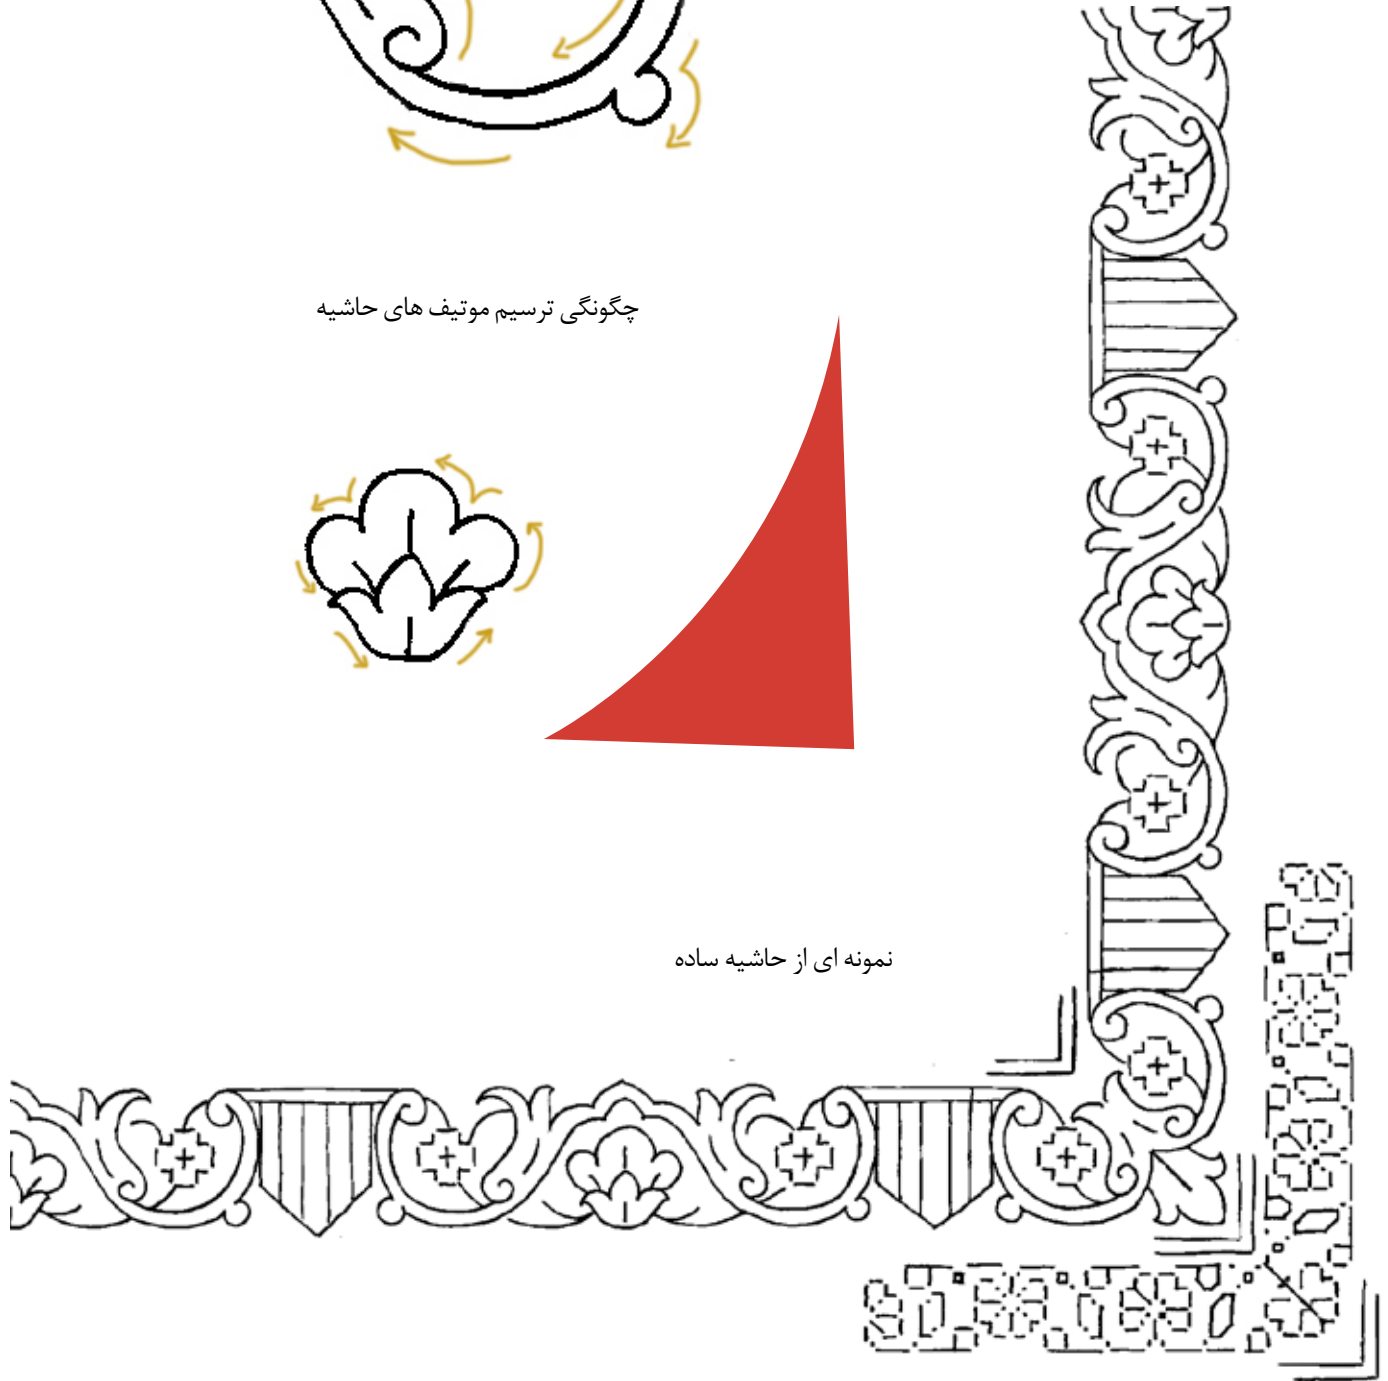 چگونگی ترسیم موتیف های حاشیه
نمونه ای از حاشیه ساده